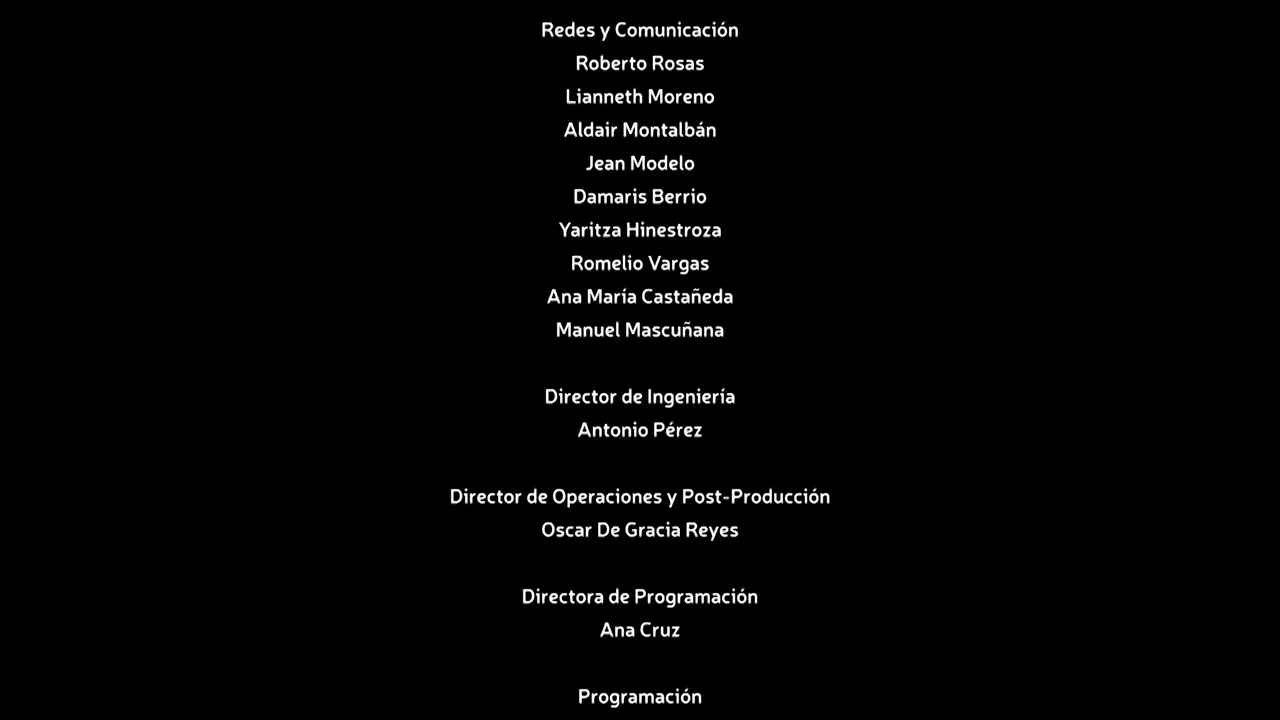 Redes y Comunicación
Roberto Rosas
Lianneth Moreno
Aldair Montalbán
Jean Modelo
Damaris Berrio
Yaritza Hinestroza
Romelio Vargas
Ana María Castañeda
Manuel Mascuñana
Director de Ingeniería
Antonio Pérez
Director de Operaciones y Post-Producción
Oscar De Gracia Reyes
Directora de Programación
Ana Cruz
Programación